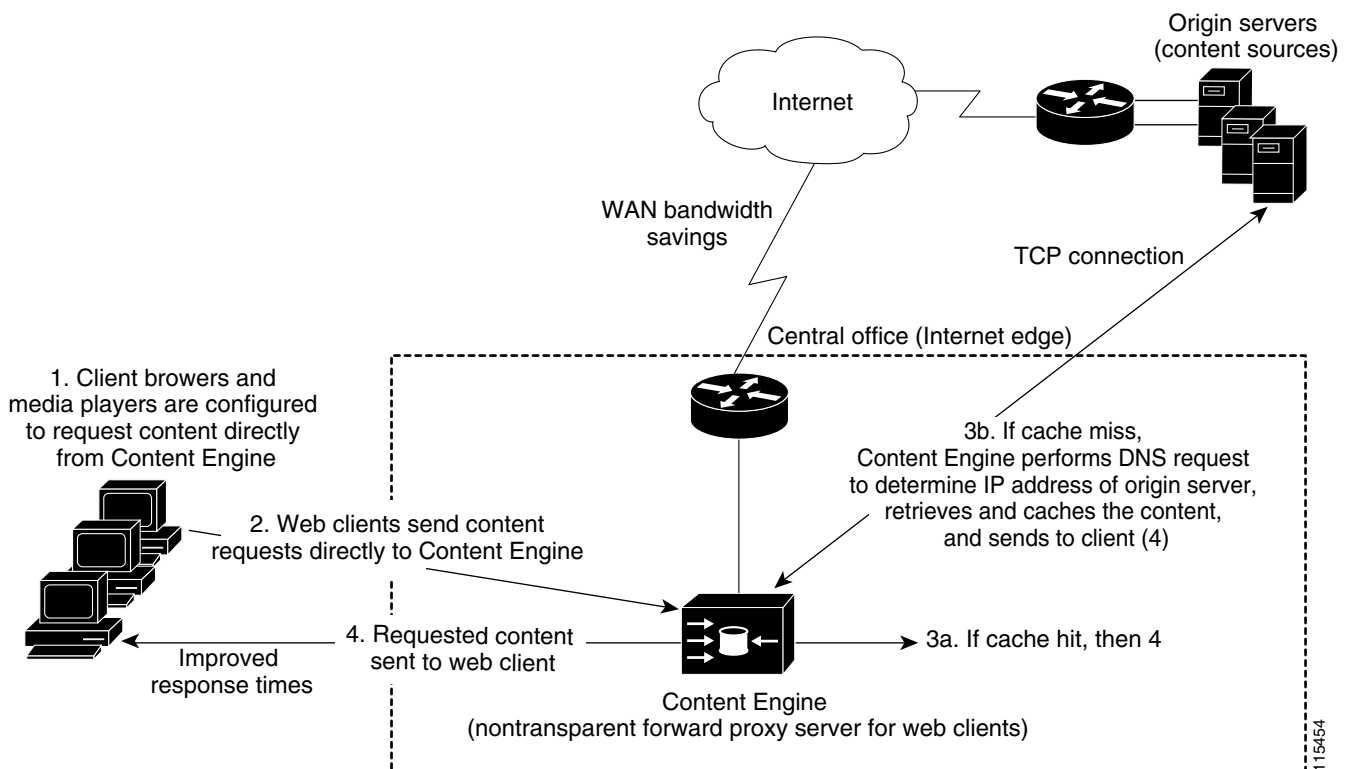 Origin servers
(content sources)
Internet
WAN bandwidth
savings
TCP connection
Central office (Internet edge)
1. Client browers and
media players are configured
to request content directly
from Content Engine
3b. If cache miss,
Content Engine performs DNS request
to determine IP address of origin server,
retrieves and caches the content,
and sends to client (4)
2. Web clients send content
requests directly to Content Engine
4. Requested content
sent to web client
3a. If cache hit, then 4
Improved
response times
Content Engine
(nontransparent forward proxy server for web clients)
115454